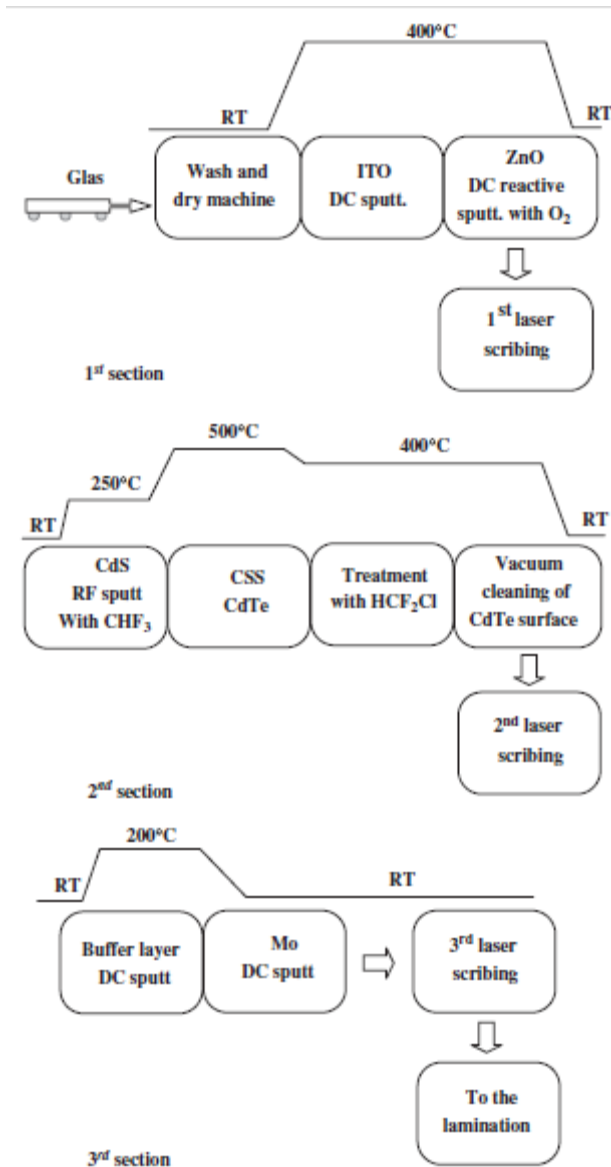 400°C
RT
RT
Glas
Wash and
dry machine
ITO
DC sputt.
ZnO
DC reactive
sputt. with O₂
1ˢᵗ laser
scribing
1ˢᵗ section
500°C
400°C
250°C
RT
RT
CdS
RF sputt
With CHF₃
CSS
CdTe
Treatment
with HCF₂Cl
Vacuum
cleaning of
CdTe surface
2ⁿᵈ laser
scribing
2ⁿᵈ section
200°C
RT
RT
Buffer layer
DC sputt
Mo
DC sputt
3ʳᵈ laser
scribing
To the
lamination
3ʳᵈ section